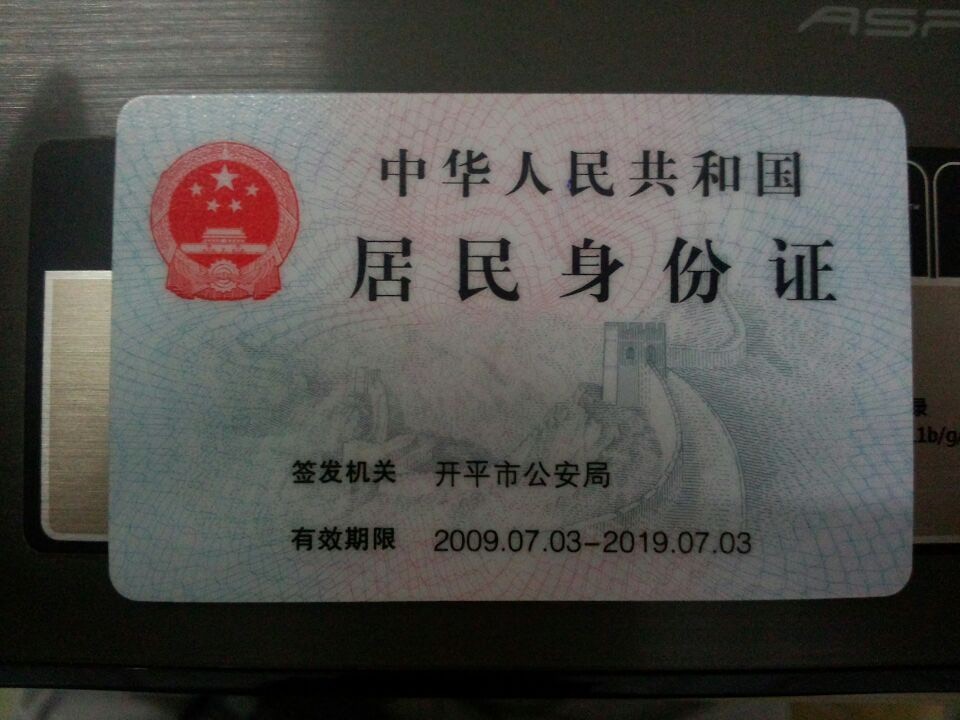 中华人民共和国
居民身份证
签发机关 开平市公安局
有效期限 2009.07.03-2019.07.03